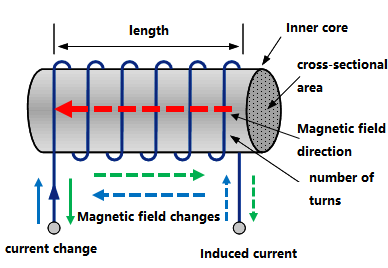 length
Inner core
cross-sectional
area
Magnetic field
direction
number of
turns
Magnetic field changes
current change
Induced current